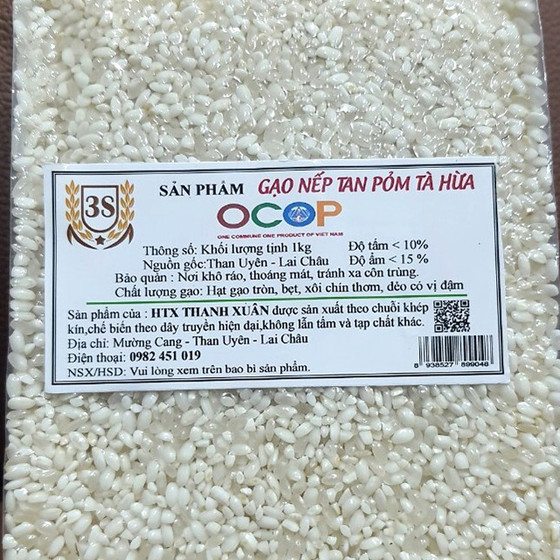 3S
SẢN PHẨM GẠO NẾP TAN PỎM TÀ HỪA
OCOP
ONE COMMUNE ONE PRODUCT OF VIET NAM
Thông số: Khối lượng tịnh 1kg Độ tấm < 10%
Nguồn gốc:Than Uyên - Lai Châu Độ ẩm < 15 %
Bảo quản : Nơi khô ráo, thoáng mát, tránh xa côn trùng.
Chất lượng gạo: Hạt gạo tròn, bẹt, xôi chín thơm, dẻo có vị đậm
Sản phẩm của : HTX THANH XUÂN được sản xuất theo chuỗi khép
kín,chế biến theo dây truyền hiện đại,không lẫn tấm và tạp chất khác.
Địa chỉ: Mường Cang - Than Uyên - Lai Châu
Điện thoại: 0982 451 019
NSX/HSD: Vui lòng xem trên bao bì sản phẩm.
8 938527 899048